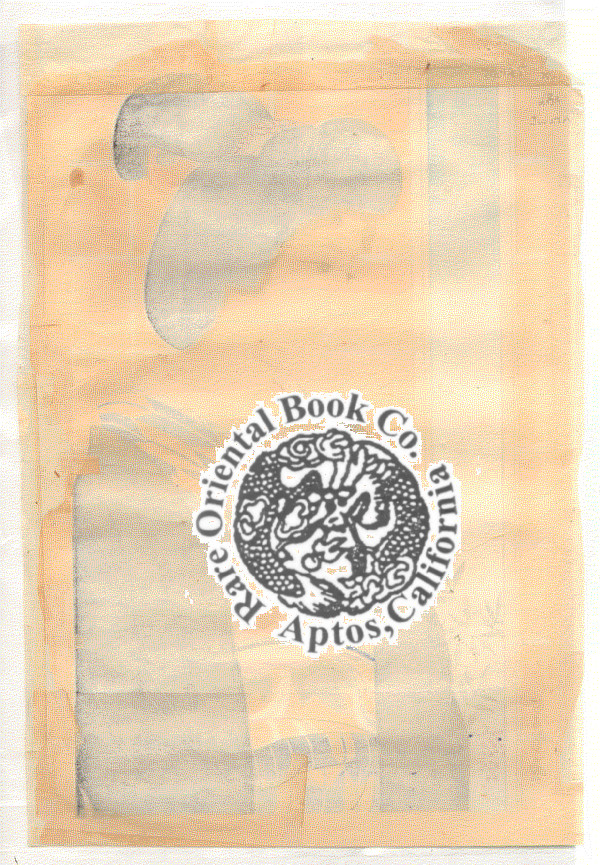 Rare Oriental Book Co.
Aptos, California